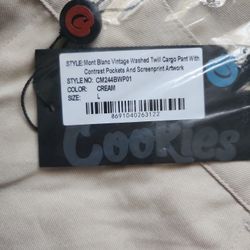 STYLE: Mont Blanc Vintage Washed Twill Cargo Pant With
Contrast Pockets And Screenprint Artwork
STYLE NO: CM244BWP01
COLOR: CREAM
SIZE: L
8691040263122
Cookies